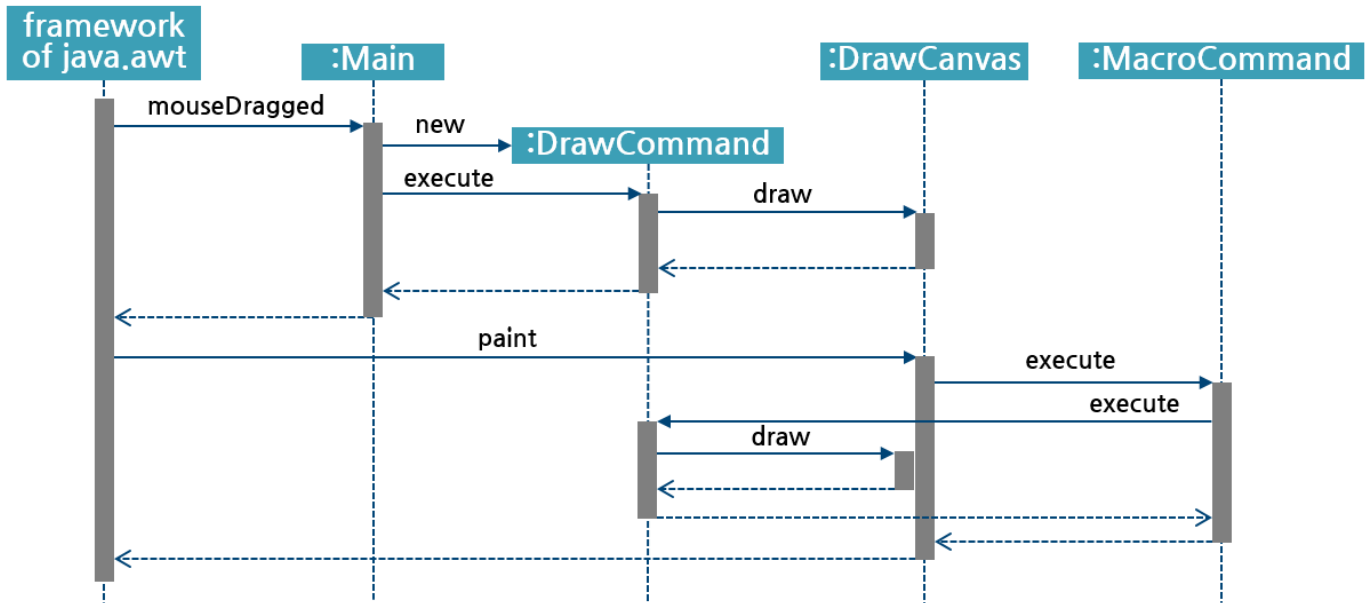 framework
of java.awt
:Main
:DrawCanvas
:MacroCommand
mouseDragged
new
:DrawCommand
execute
draw
paint
execute
execute
draw